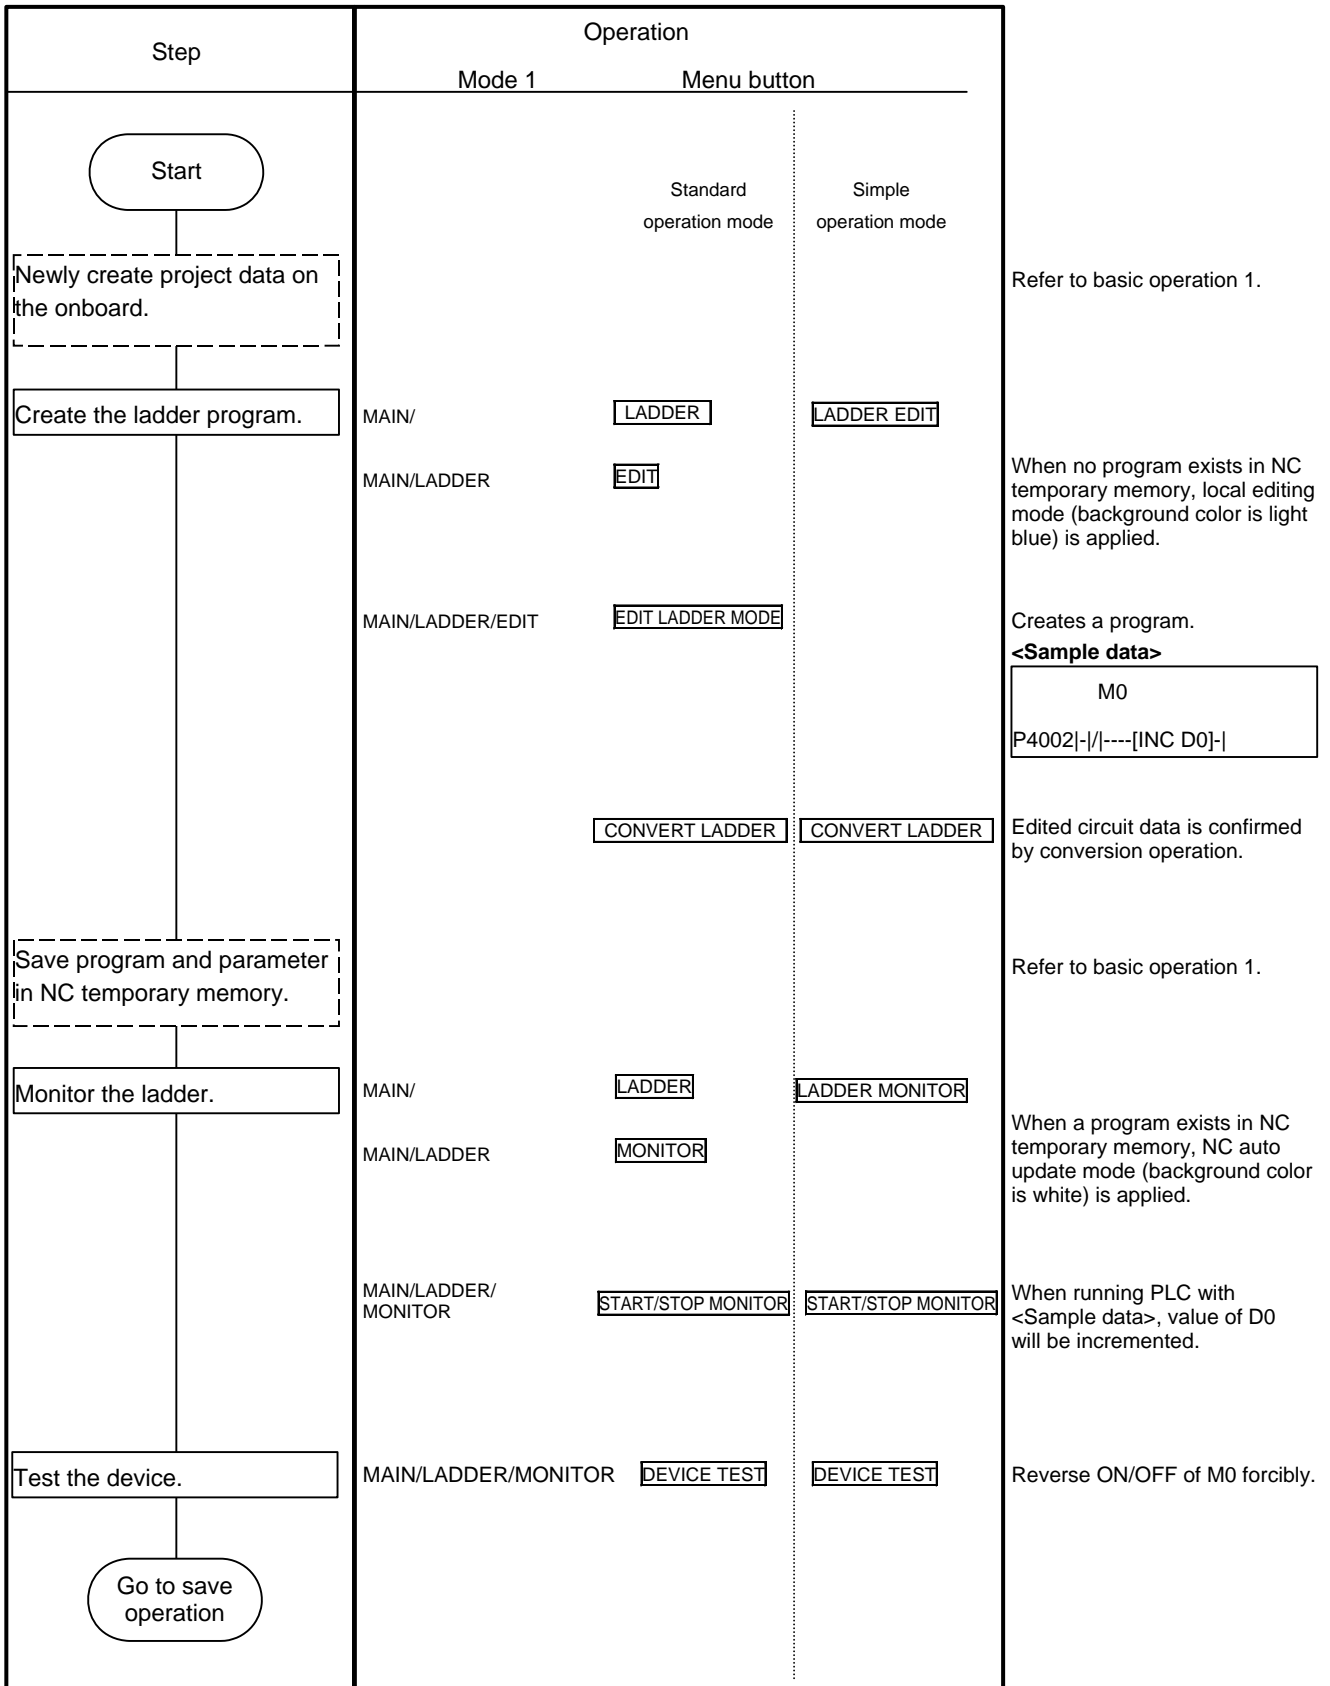 Step
Operation
Mode 1 Menu button
Start
Standard
operation mode
Simple
operation mode
Newly create project data on
the onboard.
Refer to basic operation 1.
Create the ladder program.
MAIN/ LADDER LADDER EDIT
MAIN/LADDER EDIT
When no program exists in NC
temporary memory, local editing
mode (background color is light
blue) is applied.
MAIN/LADDER/EDIT EDIT LADDER MODE
Creates a program.
<Sample data>
M0
P4002|-|/|----[INC D0]-|
CONVERT LADDER CONVERT LADDER
Edited circuit data is confirmed
by conversion operation.
Save program and parameter
in NC temporary memory.
Refer to basic operation 1.
Monitor the ladder.
MAIN/ LADDER LADDER MONITOR
MAIN/LADDER MONITOR
When a program exists in NC
temporary memory, NC auto
update mode (background color
is white) is applied.
MAIN/LADDER/
MONITOR
START/STOP MONITOR START/STOP MONITOR
When running PLC with
<Sample data>, value of D0
will be incremented.
Test the device.
MAIN/LADDER/MONITOR DEVICE TEST DEVICE TEST
Reverse ON/OFF of M0 forcibly.
Go to save
operation